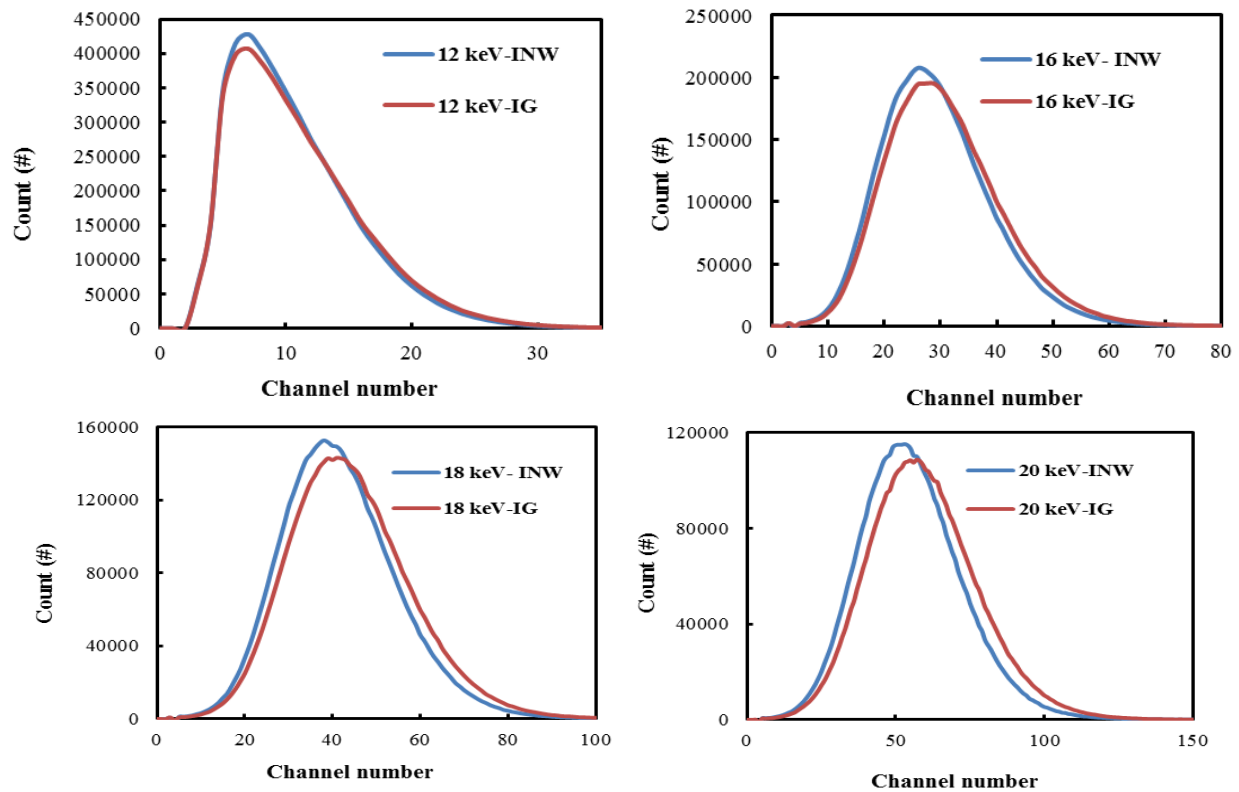 450000
400000
350000
300000
250000
200000
150000
100000
50000
0
Count (#)
12 keV-INW
12 keV-IG
0 10 20 30
Channel number
250000
200000
150000
100000
50000
0
Count (#)
16 keV- INW
16 keV-IG
0 10 20 30 40 50 60 70 80
Channel number
160000
120000
80000
40000
0
Count (#)
18 keV- INW
18 keV-IG
0 20 40 60 80 100
Channel number
120000
80000
40000
0
Count (#)
20 keV-INW
20 keV-IG
0 50 100 150
Channel number